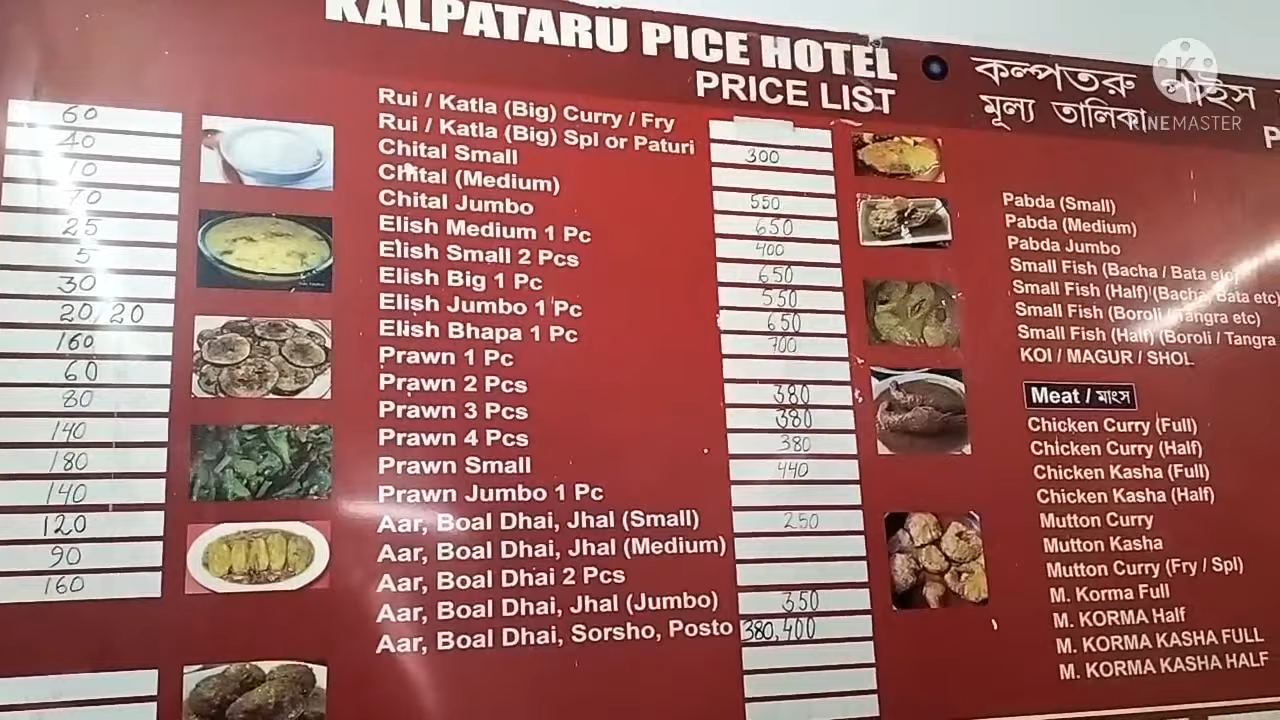 KALPATARU PICE HOTEL
PRICE LIST
কল্পতরু পাইস
মূল্য তালিকা
P
KINEMASTER
60
40
10
70
25
5
30
20, 20
160
60
80
140
180
140
120
90
160
Rui / Katla (Big) Curry / Fry
Rui / Katla (Big) Spl or Paturi
Chital Small
Chital (Medium)
Chital Jumbo
Elish Medium 1 Pc
Elish Small 2 Pcs
Elish Big 1 Pc
Elish Jumbo 1 Pc
Elish Bhapa 1 Pc
Prawn 1 Pc
Prawn 2 Pcs
Prawn 3 Pcs
Prawn 4 Pcs
Prawn Small
Prawn Jumbo 1 Pc
Aar, Boal Dhai, Jhal (Small)
Aar, Boal Dhai, Jhal (Medium)
Aar, Boal Dhai 2 Pcs
Aar, Boal Dhai, Jhal (Jumbo)
Aar, Boal Dhai, Sorsho, Posto
300
550
650
400
650
550
650
700
380
380
380
440
250
350
380,400
Pabda (Small)
Pabda (Medium)
Pabda Jumbo
Small Fish (Bacha / Bata etc)
Small Fish (Half) (Bacha, Bata etc)
Small Fish (Boroli / Tangra etc)
Small Fish (Half) (Boroli / Tangra
KOI / MAGUR / SHOL
Meat / মাংস
Chicken Curry (Full)
Chicken Curry (Half)
Chicken Kasha (Full)
Chicken Kasha (Half)
Mutton Curry
Mutton Kasha
Mutton Curry (Fry / Spl)
M. Korma Full
M. KORMA Half
M. KORMA KASHA FULL
M. KORMA KASHA HALF